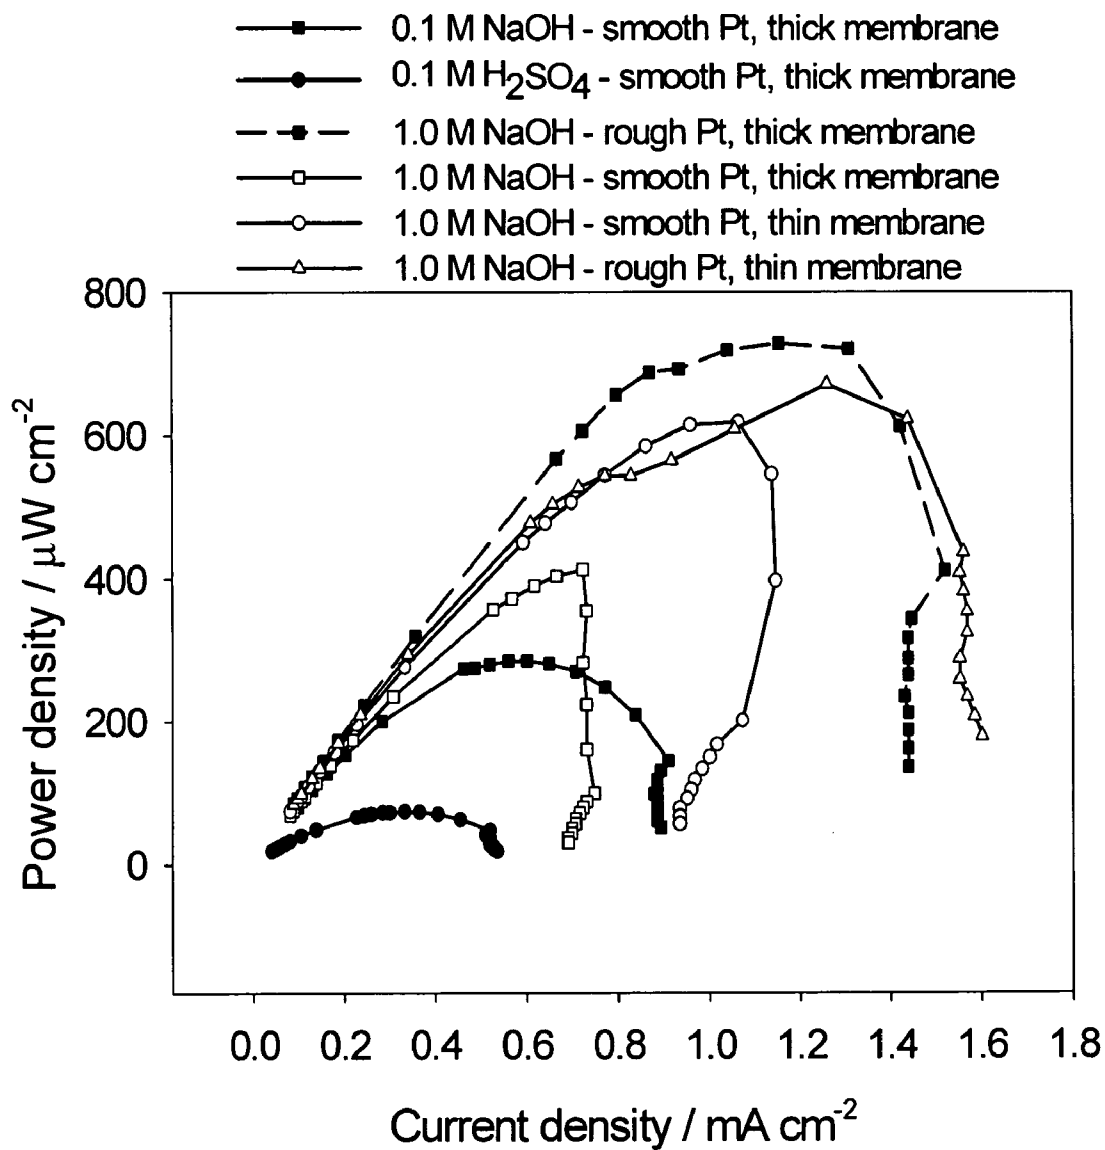 0.1 M NaOH - smooth Pt, thick membrane
0.1 M H2SO4 - smooth Pt, thick membrane
1.0 M NaOH - rough Pt, thick membrane
1.0 M NaOH - smooth Pt, thick membrane
1.0 M NaOH - smooth Pt, thin membrane
1.0 M NaOH - rough Pt, thin membrane
800
600
400
200
0
Power density / μW cm-2
0.0 0.2 0.4 0.6 0.8 1.0 1.2 1.4 1.6 1.8
Current density / mA cm-2